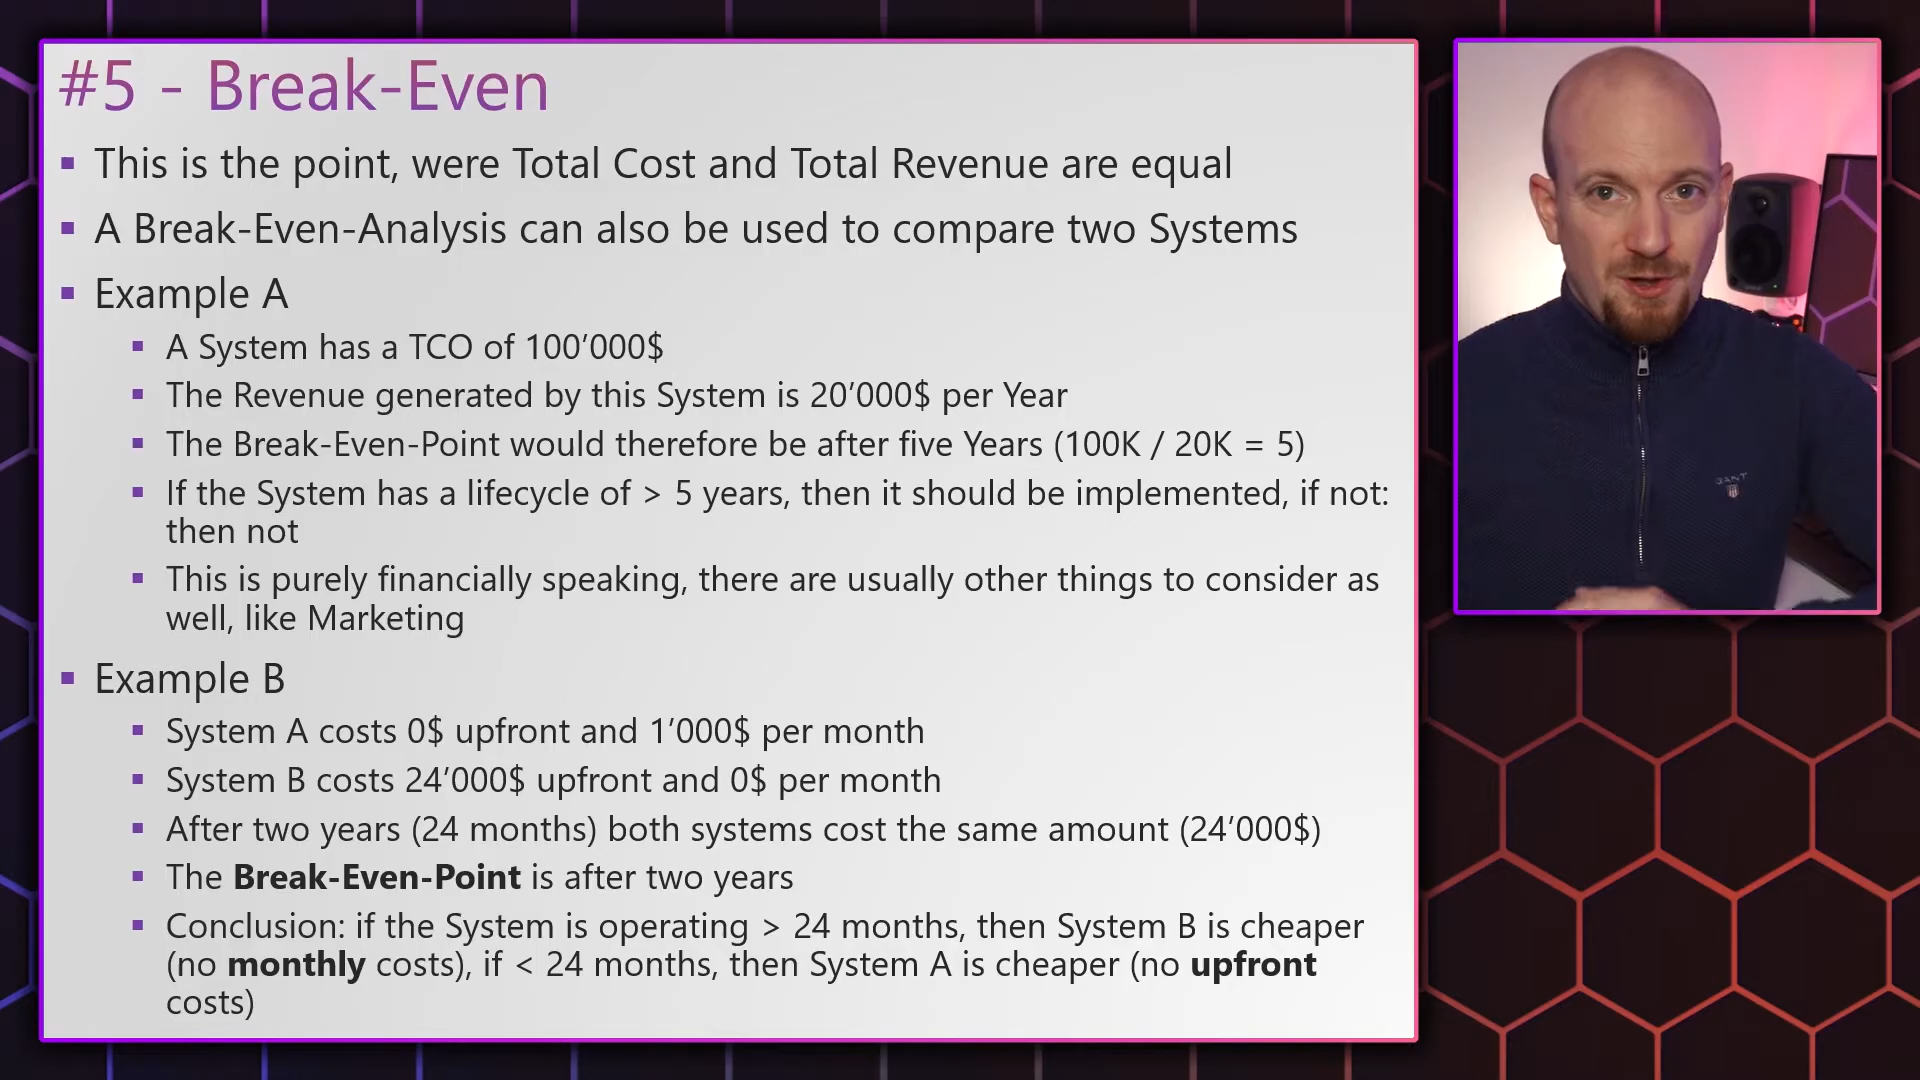 #5 - Break-Even
▪ This is the point, were Total Cost and Total Revenue are equal
▪ A Break-Even-Analysis can also be used to compare two Systems
▪ Example A
▪ A System has a TCO of 100’000$
▪ The Revenue generated by this System is 20’000$ per Year
▪ The Break-Even-Point would therefore be after five Years (100K / 20K = 5)
▪ If the System has a lifecycle of > 5 years, then it should be implemented, if not:
then not
▪ This is purely financially speaking, there are usually other things to consider as
well, like Marketing
▪ Example B
▪ System A costs 0$ upfront and 1’000$ per month
▪ System B costs 24’000$ upfront and 0$ per month
▪ After two years (24 months) both systems cost the same amount (24’000$)
▪ The Break-Even-Point is after two years
▪ Conclusion: if the System is operating > 24 months, then System B is cheaper
(no monthly costs), if < 24 months, then System A is cheaper (no upfront
costs)
GANT